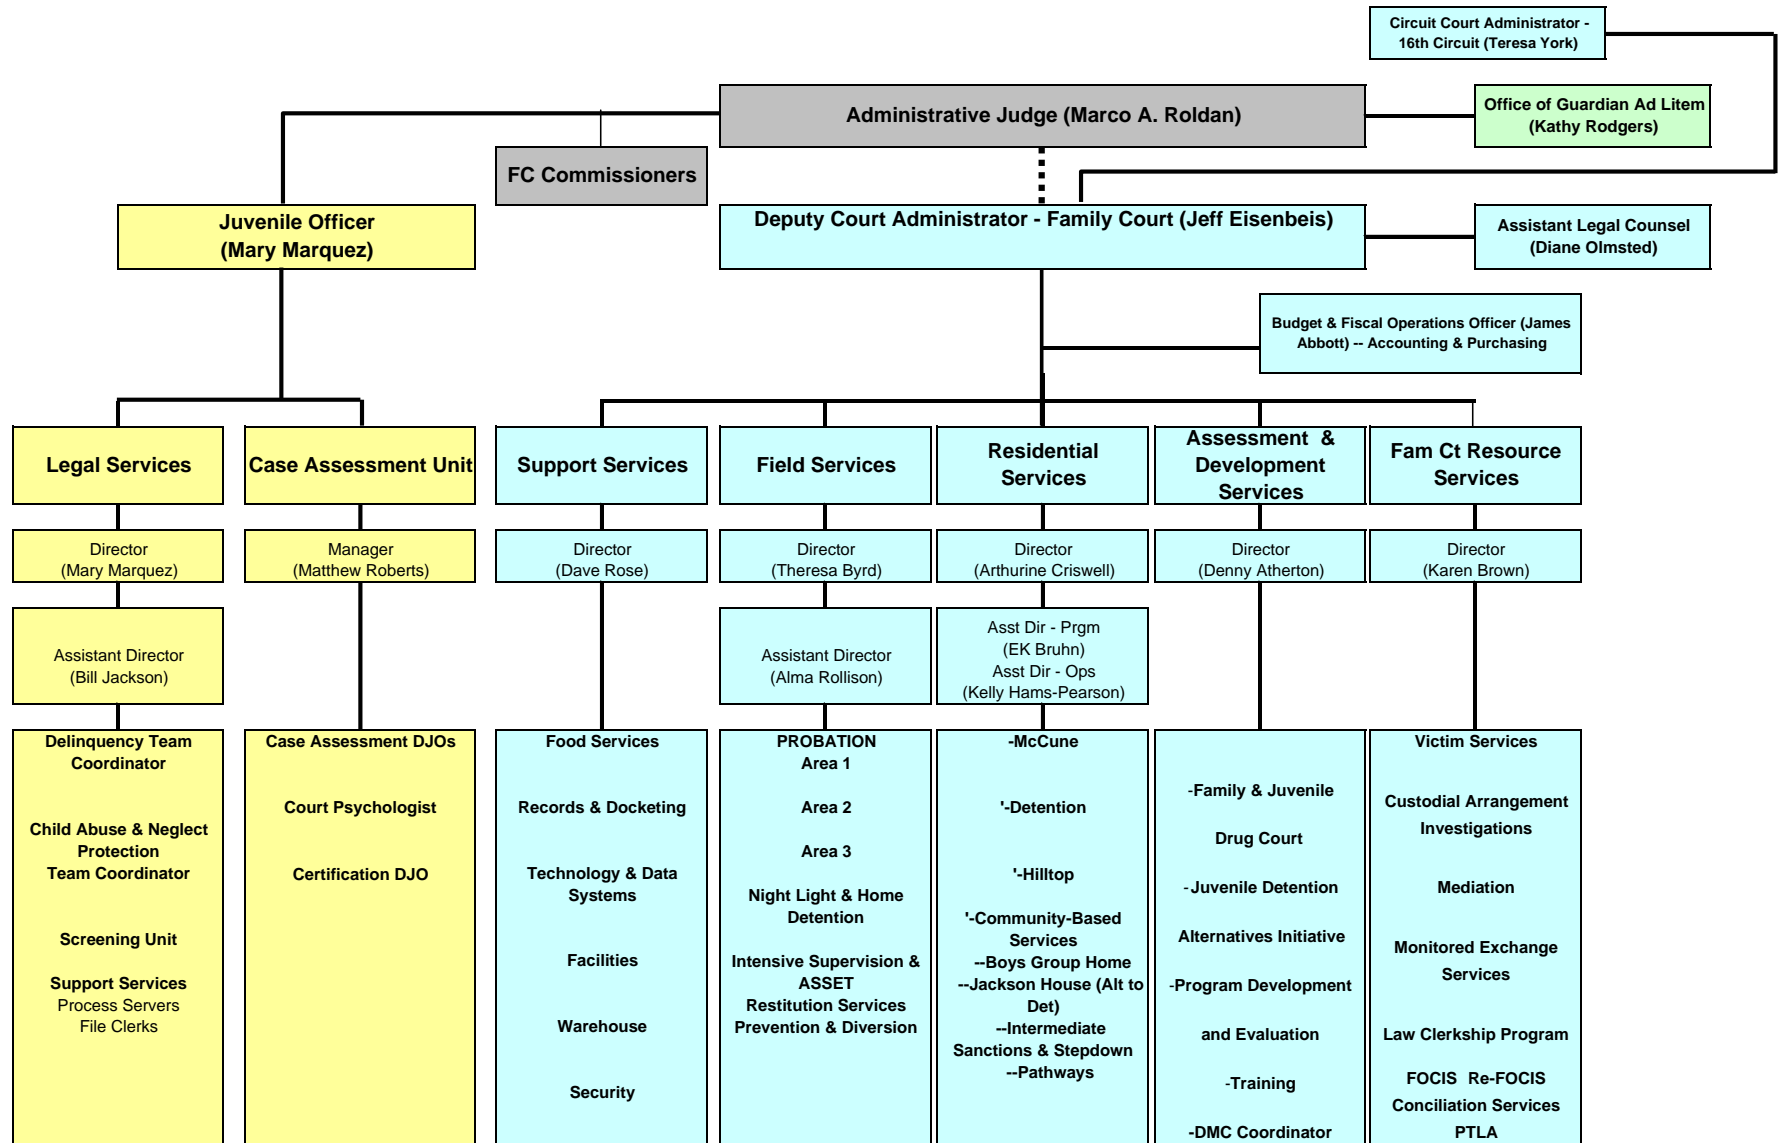 Circuit Court Administrator -
16th Circuit (Teresa York)
Administrative Judge (Marco A. Roldan)
Office of Guardian Ad Litem
(Kathy Rodgers)
FC Commissioners
Juvenile Officer
(Mary Marquez)
Deputy Court Administrator - Family Court (Jeff Eisenbeis)
Assistant Legal Counsel
(Diane Olmsted)
Budget & Fiscal Operations Officer (James
Abbott) -- Accounting & Purchasing
Legal Services
Case Assessment Unit
Support Services
Field Services
Residential
Services
Assessment &
Development
Services
Fam Ct Resource
Services
Director
(Mary Marquez)
Manager
(Matthew Roberts)
Director
(Dave Rose)
Director
(Theresa Byrd)
Director
(Arthurine Criswell)
Director
(Denny Atherton)
Director
(Karen Brown)
Assistant Director
(Bill Jackson)
Assistant Director
(Alma Rollison)
Asst Dir - Prgm
(EK Bruhn)
Asst Dir - Ops
(Kelly Hams-Pearson)
Delinquency Team
Coordinator
Child Abuse & Neglect
Protection
Team Coordinator
Screening Unit
Support Services
Process Servers
File Clerks
Case Assessment DJOs
Court Psychologist
Certification DJO
Food Services
Records & Docketing
Technology & Data
Systems
Facilities
Warehouse
Security
PROBATION
Area 1
Area 2
Area 3
Night Light & Home
Detention
Intensive Supervision &
ASSET
Restitution Services
Prevention & Diversion
-McCune
'-Detention
'-Hilltop
'-Community-Based
Services
--Boys Group Home
--Jackson House (Alt to
Det)
--Intermediate
Sanctions & Stepdown
--Pathways
-Family & Juvenile
Drug Court
-Juvenile Detention
Alternatives Initiative
-Program Development
and Evaluation
-Training
-DMC Coordinator
Victim Services
Custodial Arrangement
Investigations
Mediation
Monitored Exchange
Services
Law Clerkship Program
FOCIS Re-FOCIS
Conciliation Services
PTLA